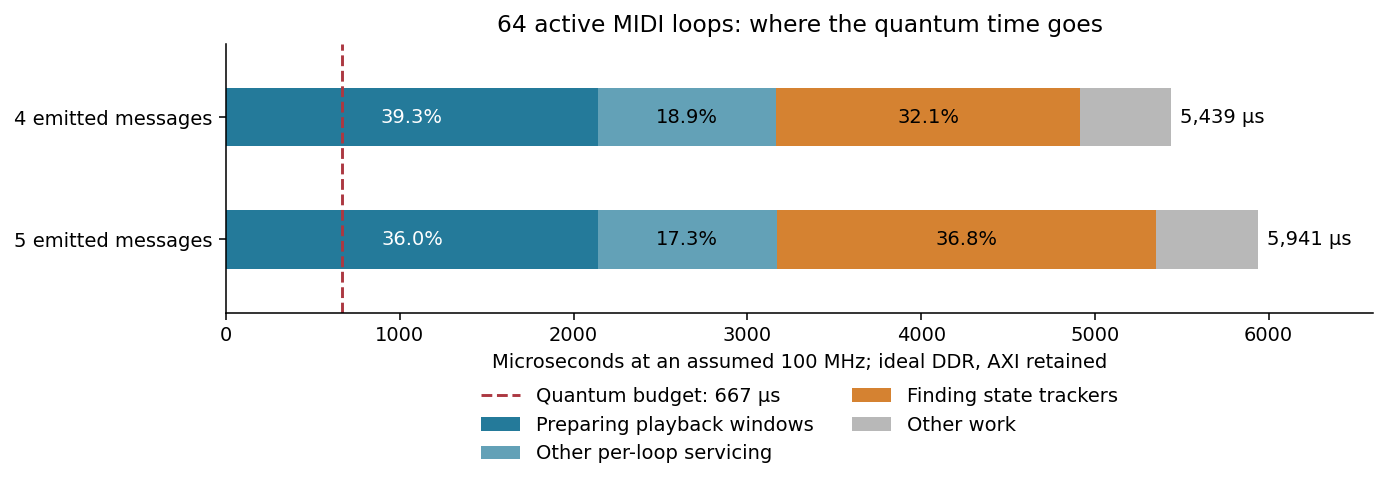 64 active MIDI loops: where the quantum time goes
4 emitted messages 39.3% 18.9% 32.1% 5,439 µs
5 emitted messages 36.0% 17.3% 36.8% 5,941 µs
0 1000 2000 3000 4000 5000 6000
Microseconds at an assumed 100 MHz; ideal DDR, AXI retained
Quantum budget: 667 µs
Preparing playback windows
Other per-loop servicing
Finding state trackers
Other work